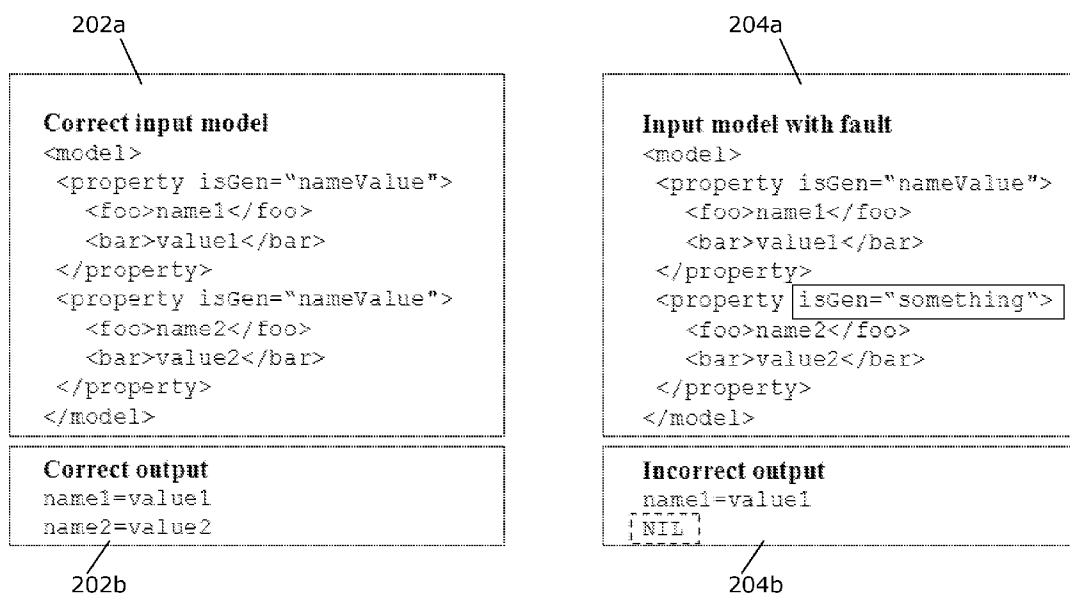 202a
Correct input model
<model>
<property isGen="nameValue">
<foo>name1</foo>
<bar>value1</bar>
</property>
<property isGen="nameValue">
<foo>name2</foo>
<bar>value2</bar>
</property>
</model>
Correct output
name1=value1
name2=value2
202b
204a
Input model with fault
<model>
<property isGen="nameValue">
<foo>name1</foo>
<bar>value1</bar>
</property>
<property isGen="something">
<foo>name2</foo>
<bar>value2</bar>
</property>
</model>
Incorrect output
name1=value1
NIL
204b